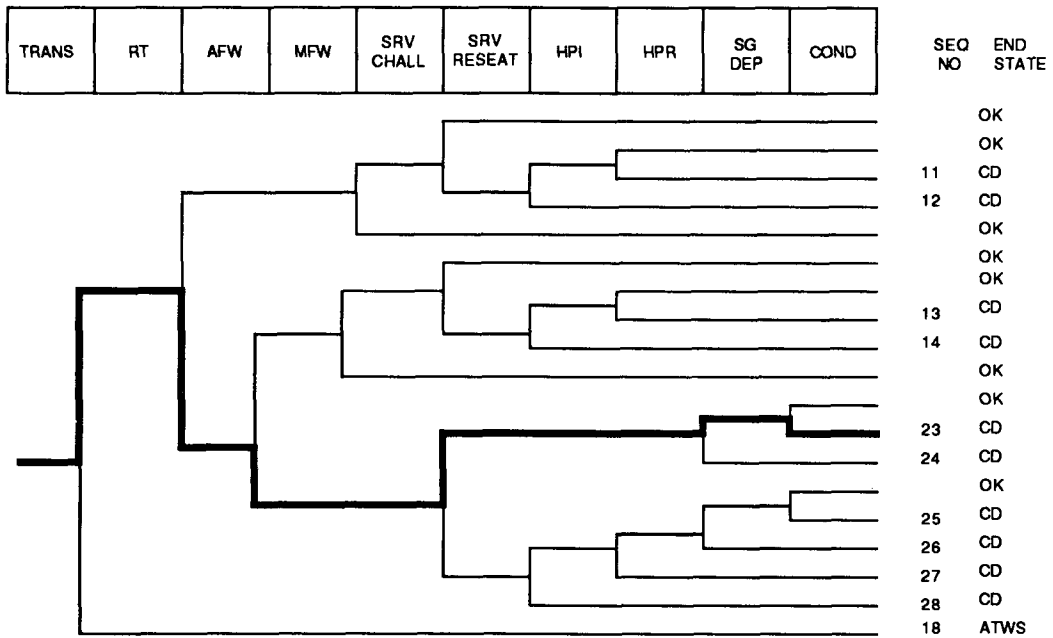 TRANS RT AFW MFW SRV CHALL SRV RESEAT HPI HPR SG DEP COND SEQ NO END STATE
OK
OK
11 CD
12 CD
OK
OK
OK
13 CD
14 CD
OK
OK
23 CD
24 CD
OK
25 CD
26 CD
27 CD
28 CD
18 ATWS